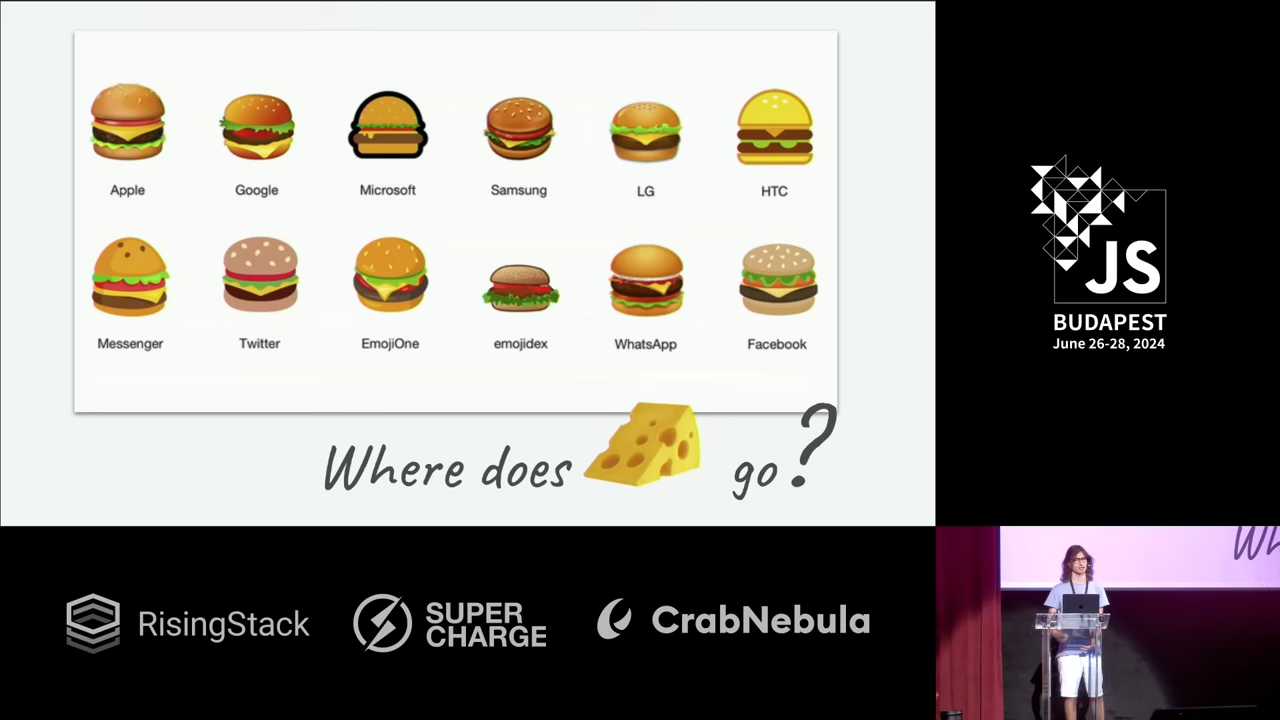 Apple
Google
Microsoft
Samsung
LG
HTC
Messenger
Twitter
EmojiOne
emojidex
WhatsApp
Facebook
Where does go?
JS
BUDAPEST
June 26-28, 2024
RisingStack
SUPER
CHARGE
CrabNebula